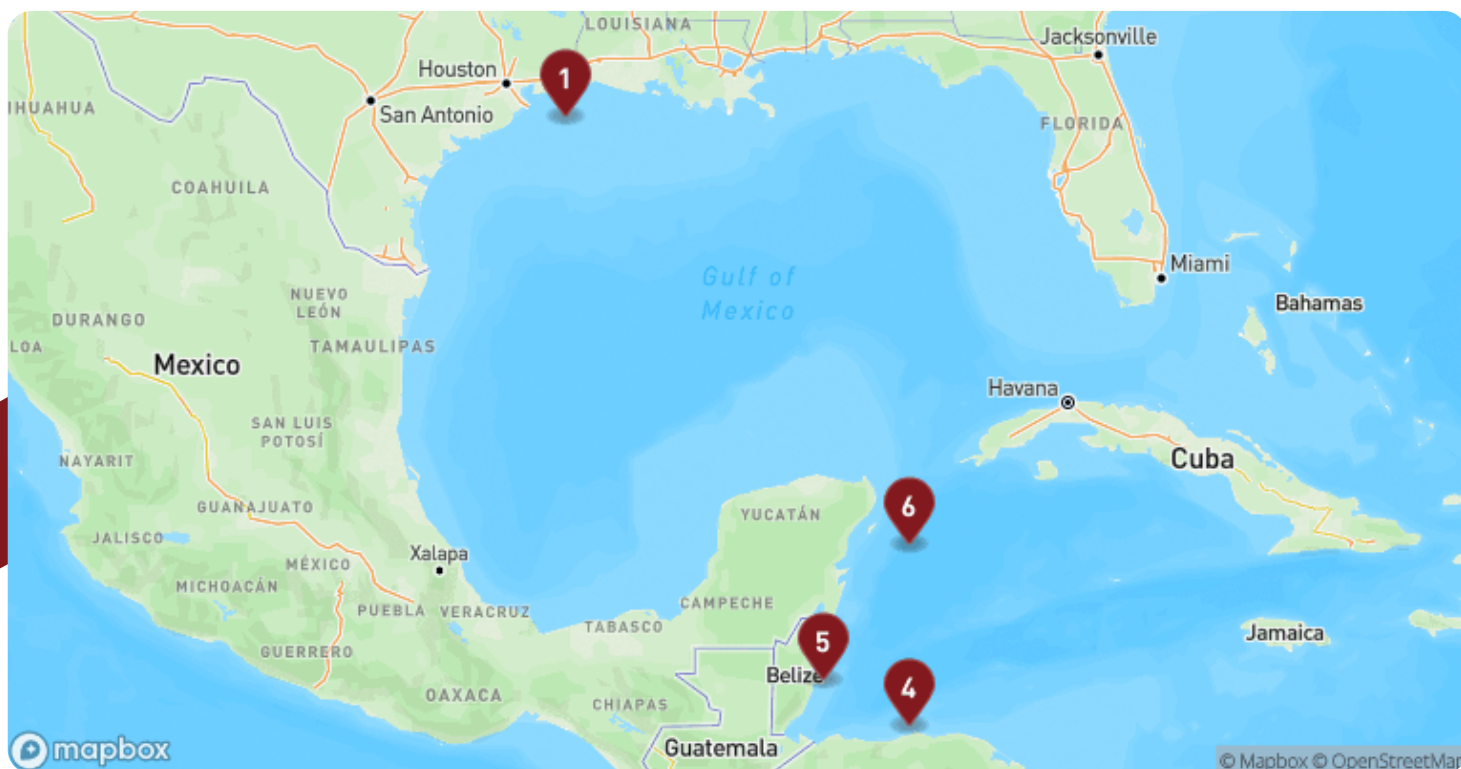 LOUISIANA
Jacksonville
Houston
1
San Antonio
FLORIDA
COAHUILA
Miami
Gulf of
Mexico
NUEVO
LEÓN
Bahamas
DURANGO
TAMAULIPAS
Mexico
Havana
SAN LUIS
POTOSÍ
NAYARIT
Cuba
GUANAJUATO
6
YUCATÁN
JALISCO
Xalapa
MÉXICO
MICHOACÁN
PUEBLA
VERACRUZ
CAMPECHE
TABASCO
Jamaica
5
GUERRERO
Belize
4
OAXACA
CHIAPAS
Guatemala
mapbox
© Mapbox © OpenStreetMap